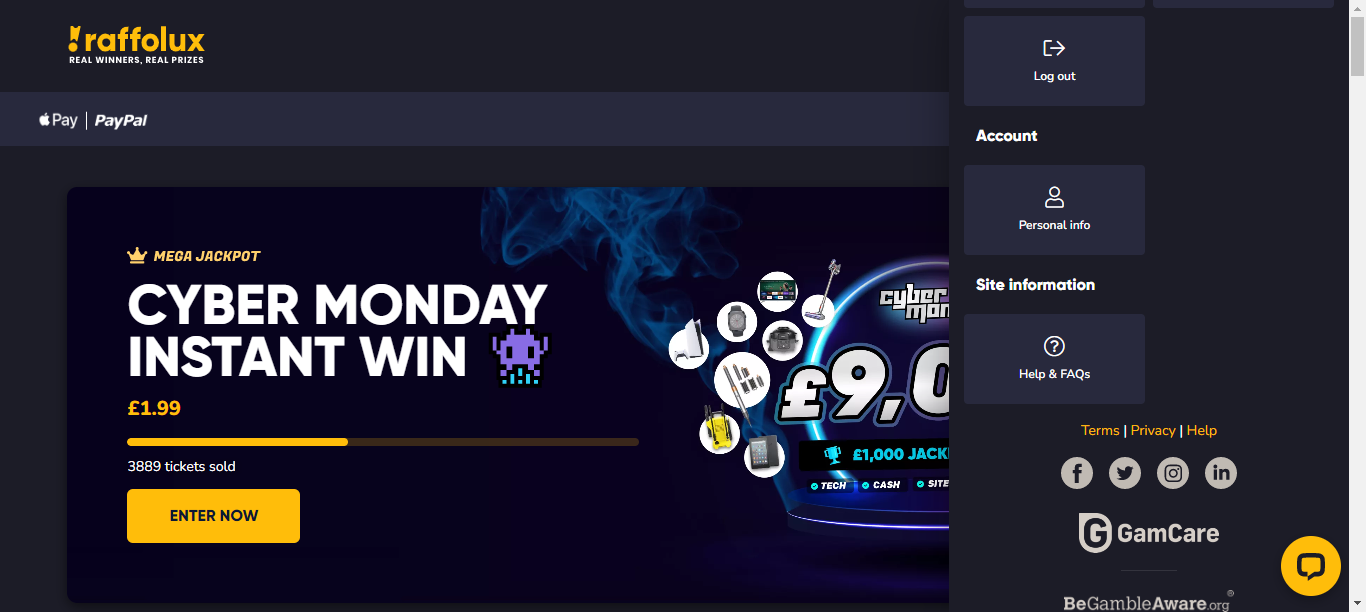 raffolux
REAL WINNERS, REAL PRIZES
Pay | PayPal
MEGA JACKPOT
CYBER MONDAY
INSTANT WIN
£1.99
3889 tickets sold
ENTER NOW
cyber
mon
£9,0
£1,000 JACK
TECH CASH SITE
Log out
Account
Personal info
Site information
Help & FAQs
Terms | Privacy | Help
GamCare
BeGambleAware.org®